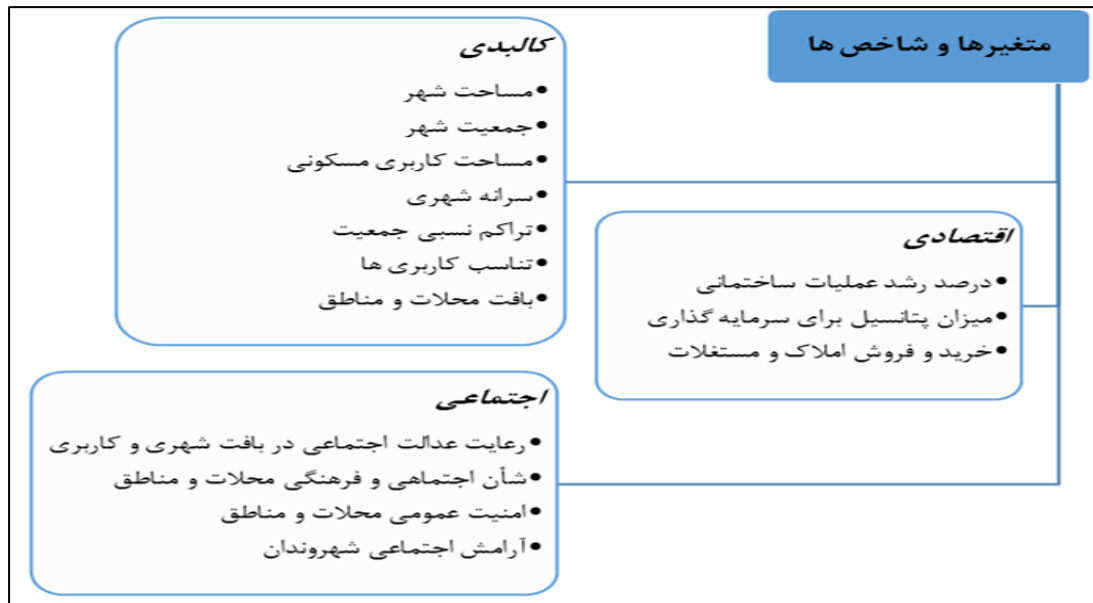 متغیرها و شاخص ها
کالبدی
•مساحت شهر
•جمعیت شهر
•مساحت کاربری مسکونی
•سرانه شهری
•تراکم نسبی جمعیت
•تناسب کاربری ها
•بافت محلات و مناطق
اقتصادی
•درصد رشد عملیات ساختمانی
•میزان پتانسیل برای سرمایه گذاری
•خرید و فروش املاک و مستغلات
اجتماعی
•رعایت عدالت اجتماعی در بافت شهری و کاربری
•شأن اجتماهی و فرهنگی محلات و مناطق
•امنیت عمومی محلات و مناطق
•آرامش اجتماعی شهروندان